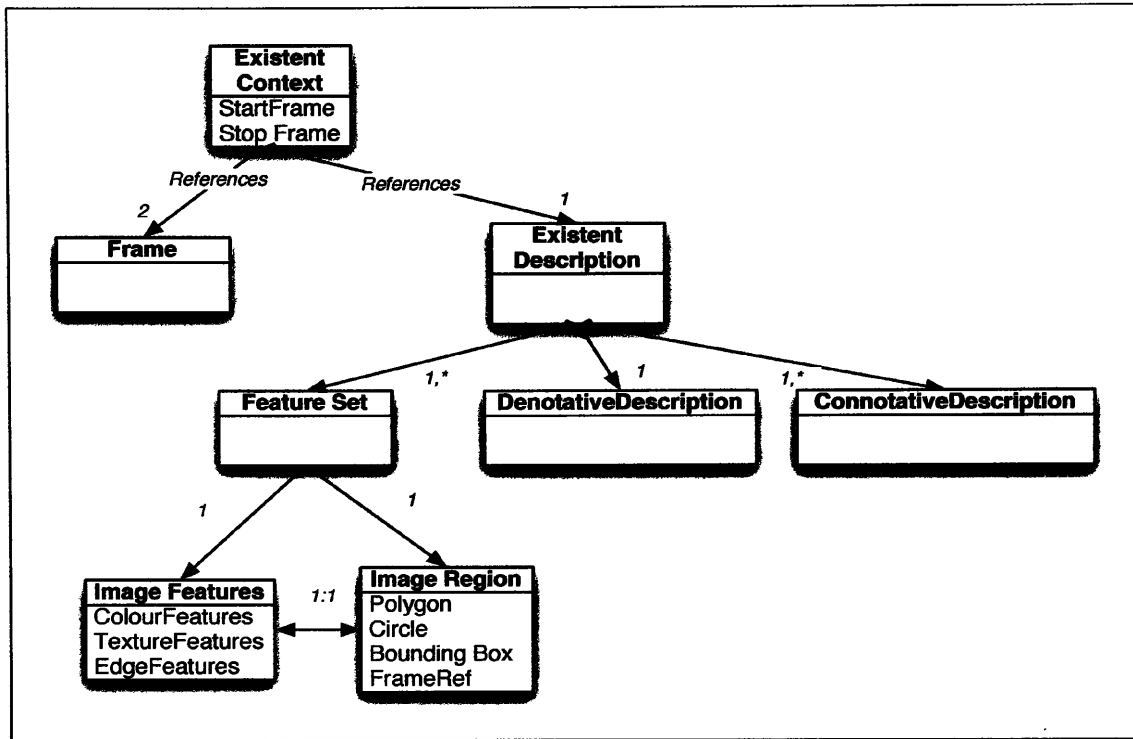 Existent
Context
StartFrame
Stop Frame
References
References
2
1
Frame
Existent
Description
1,*
1
1,*
Feature Set
DenotativeDescription
ConnotativeDescription
1
1
Image Features
ColourFeatures
TextureFeatures
EdgeFeatures
1:1
Image Region
Polygon
Circle
Bounding Box
FrameRef